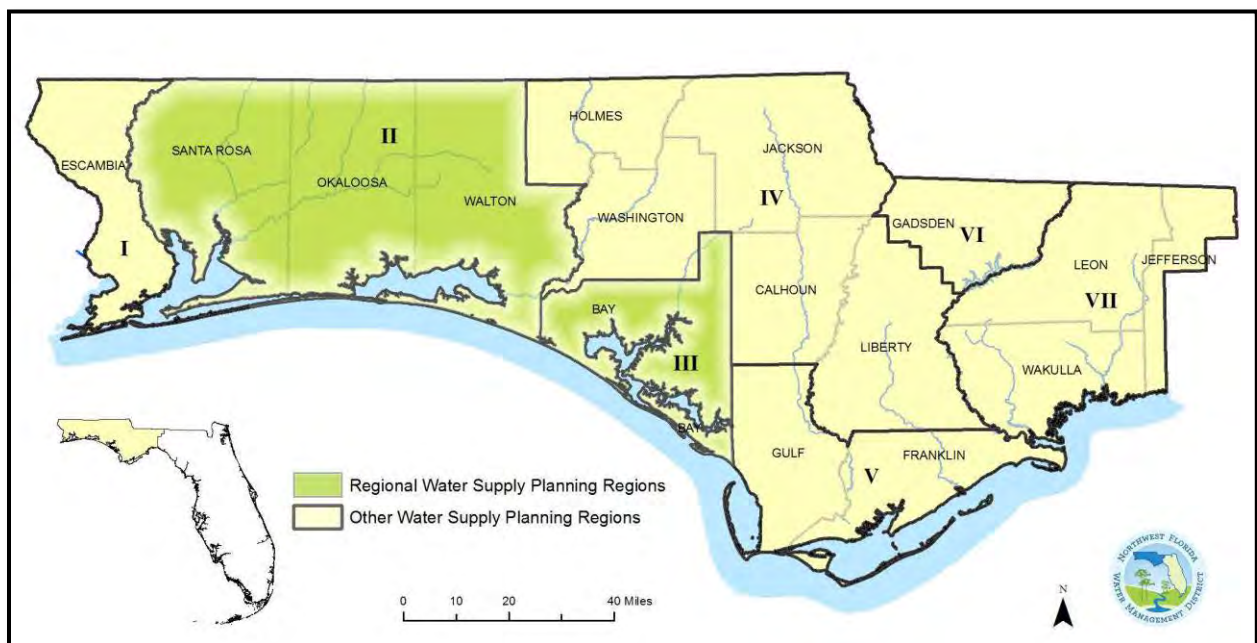 HOLMES
II
JACKSON
SANTA ROSA
ESCAMBIA
OKALOOSA
WALTON
IV
WASHINGTON
GADSDEN
VI
I
LEON
JEFFERSON
CALHOUN
VII
BAY
LIBERTY
III
WAKULLA
BAY
GULF
FRANKLIN
V
Regional Water Supply Planning Regions
Other Water Supply Planning Regions
0 10 20 40 Miles
N
NORTHWEST FLORIDA
WATER MANAGEMENT DISTRICT